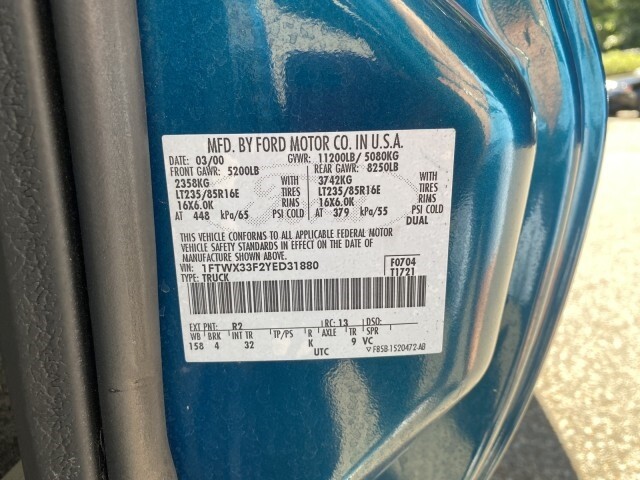 MFD. BY FORD MOTOR CO. IN U.S.A.
DATE: 03/00 GVWR: 11200LB/ 5080KG
FRONT GAWR: 5200LB REAR GAWR: 8250LB
2358KG WITH 3742KG WITH
LT235/85R16E TIRES LT235/85R16E TIRES
16X6.0K RIMS 16X6.0K RIMS
AT 448 kPa/65 PSI COLD AT 379 kPa/55 PSI COLD
DUAL
THIS VEHICLE CONFORMS TO ALL APPLICABLE FEDERAL MOTOR
VEHICLE SAFETY STANDARDS IN EFFECT ON THE DATE OF
MANUFACTURE SHOWN ABOVE.
VIN: 1FTWX33F2YED31880 F0704
TYPE: TRUCK T1721
EXT PNT: R2 RC: 13 DSO:
WB BRK INT TR TP/PS R AXLE TR SPR
158 4 32 K 9 VC
UTC F85B-1520472-AB